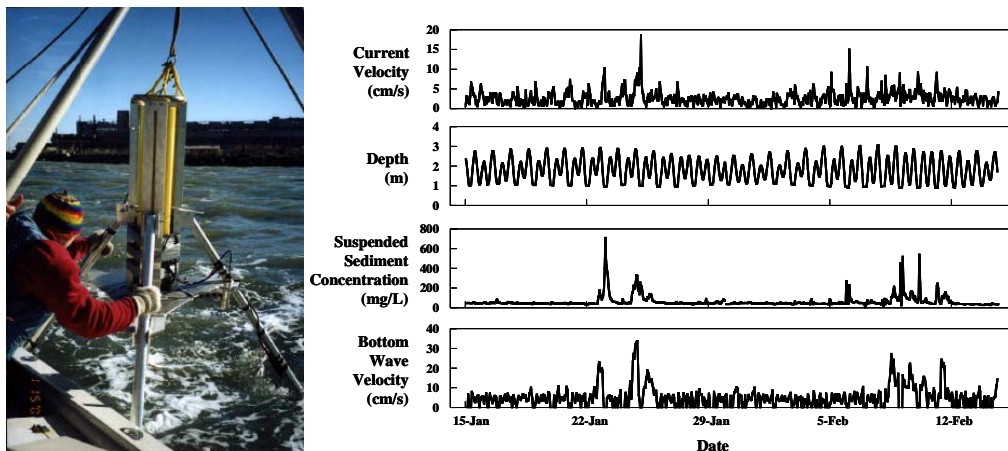 Current
Velocity
(cm/s)
20
15
10
5
0
Depth
(m)
4
3
2
1
0
Suspended
Sediment
Concentration
(mg/L)
800
600
400
200
0
Bottom
Wave
Velocity
(cm/s)
40
30
20
10
0
15-Jan 22-Jan 29-Jan 5-Feb 12-Feb
Date